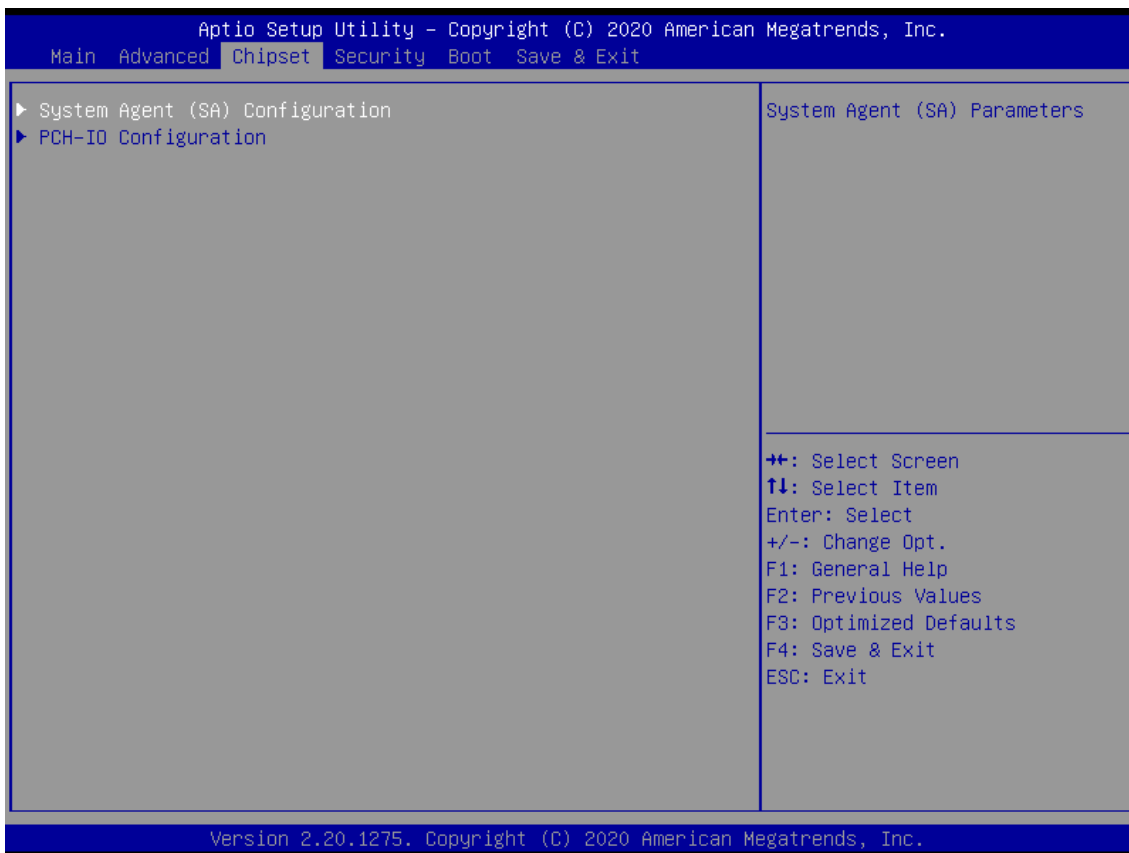 Aptio Setup Utility – Copyright (C) 2020 American Megatrends, Inc.
Main Advanced Chipset Security Boot Save & Exit
▶ System Agent (SA) Configuration
▶ PCH-IO Configuration
System Agent (SA) Parameters
→←: Select Screen
↑↓: Select Item
Enter: Select
+/-: Change Opt.
F1: General Help
F2: Previous Values
F3: Optimized Defaults
F4: Save & Exit
ESC: Exit
Version 2.20.1275. Copyright (C) 2020 American Megatrends, Inc.